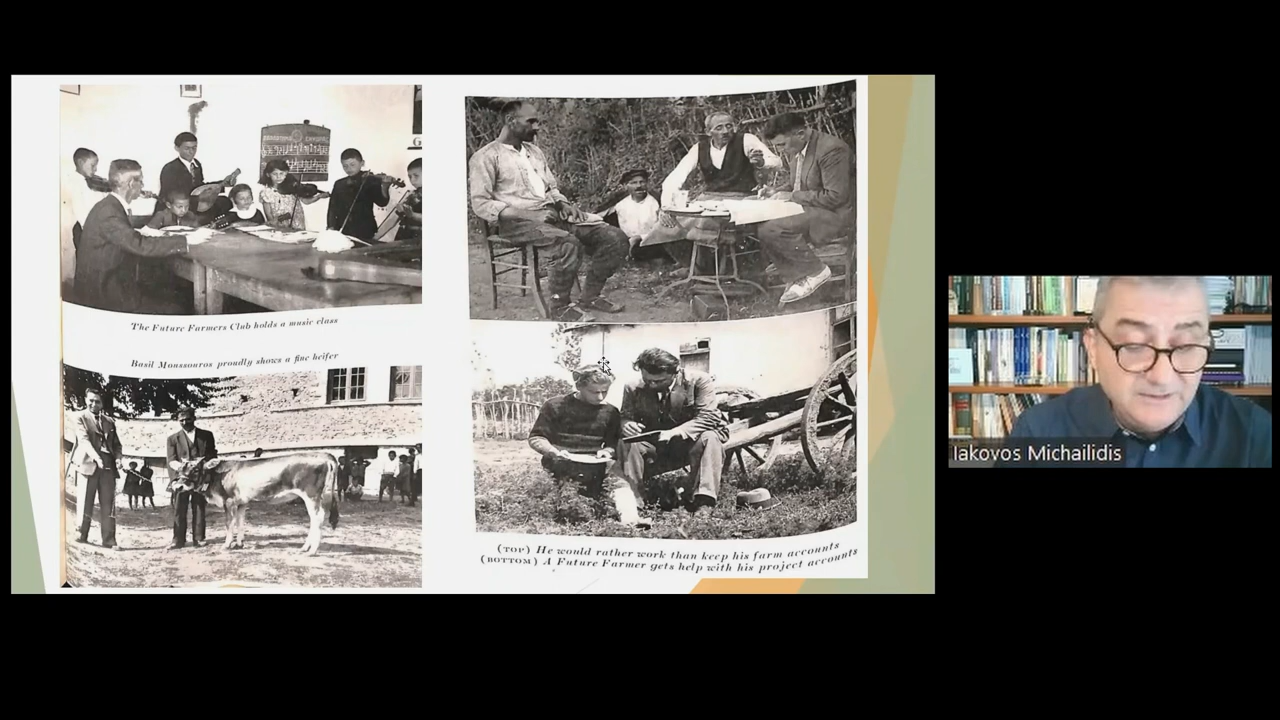 The Future Farmers Club holds a music class
Basil Moussouros proudly shows a fine heifer
(TOP) He would rather work than keep his farm accounts
(BOTTOM) A Future Farmer gets help with his project accounts
Iakovos Michailidis